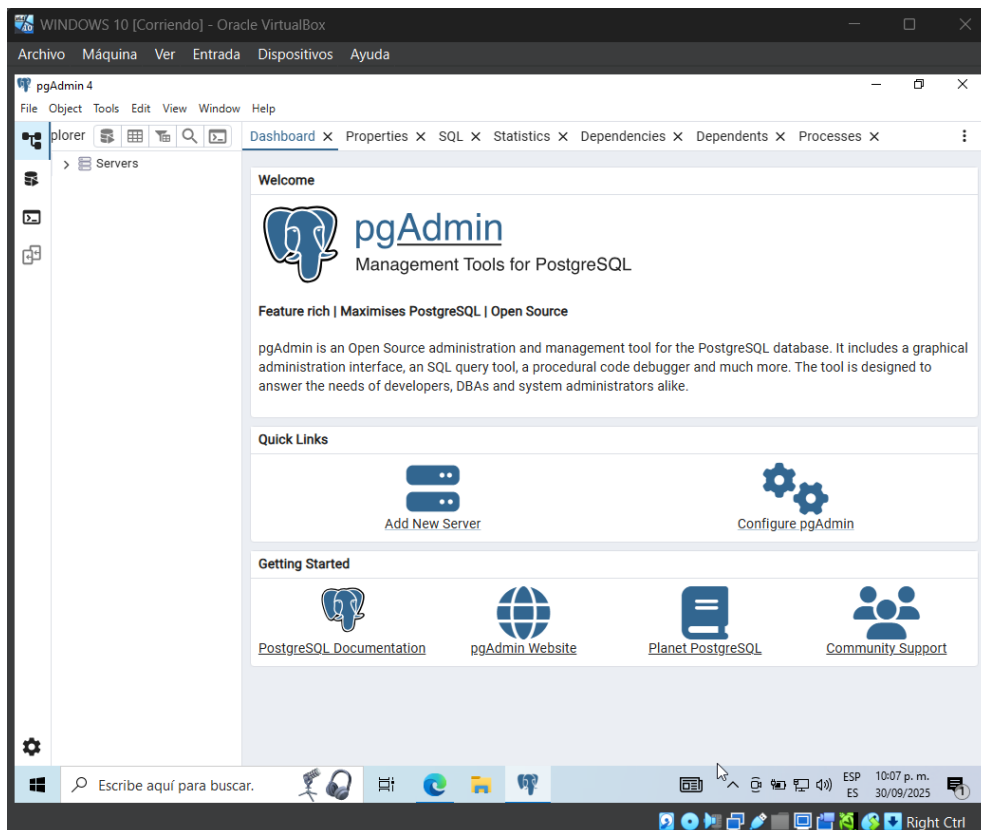 WINDOWS 10 [Corriendo] - Oracle VirtualBox
Archivo Máquina Ver Entrada Dispositivos Ayuda
pgAdmin 4
File Object Tools Edit View Window Help
plorer Dashboard Properties SQL Statistics Dependencies Dependents Processes
Servers
Welcome
pgAdmin
Management Tools for PostgreSQL
Feature rich | Maximises PostgreSQL | Open Source
pgAdmin is an Open Source administration and management tool for the PostgreSQL database. It includes a graphical
administration interface, an SQL query tool, a procedural code debugger and much more. The tool is designed to
answer the needs of developers, DBAs and system administrators alike.
Quick Links
Add New Server Configure pgAdmin
Getting Started
PostgreSQL Documentation pgAdmin Website Planet PostgreSQL Community Support
Escribe aquí para buscar.
ESP 10:07 p. m.
ES 30/09/2025
1
Right Ctrl